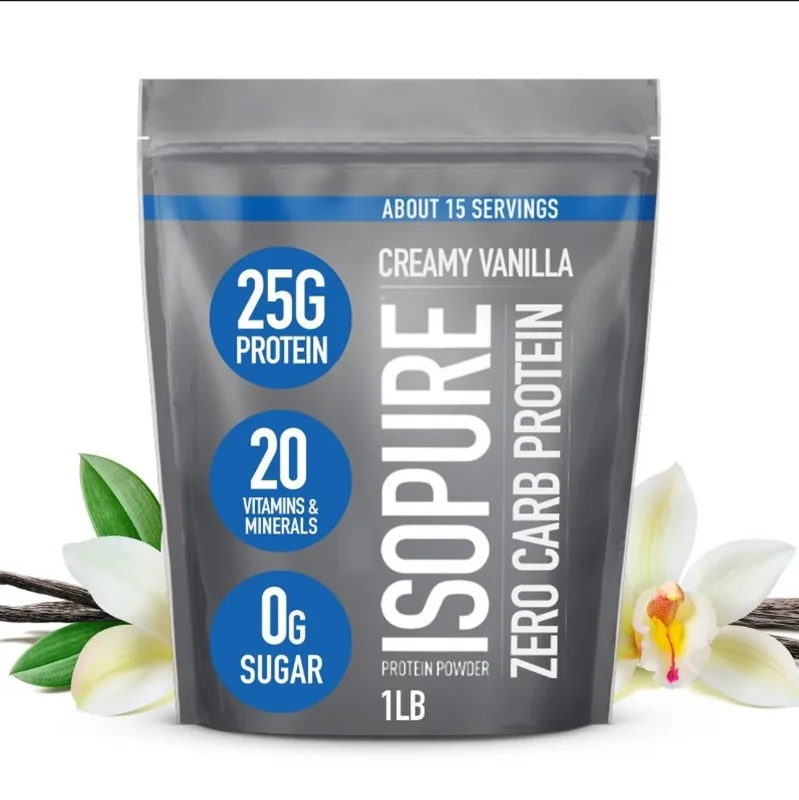 ABOUT 15 SERVINGS
CREAMY VANILLA
25G
PROTEIN
20
VITAMINS &
MINERALS
0G
SUGAR
ISOPURE
ZERO CARB PROTEIN
PROTEIN POWDER
1LB